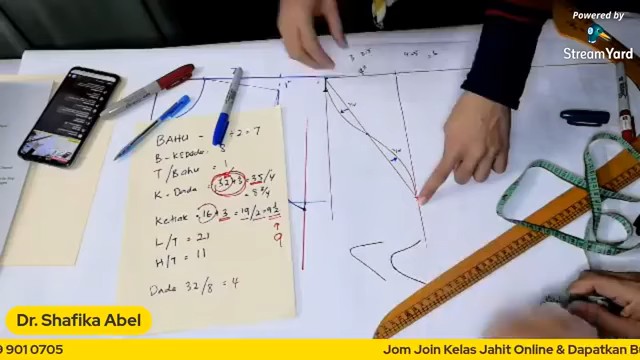 Powered by
StreamYard
BAHU - ÷ 2 = 7
T/Bahu = 1
K-Dada = 32+3 = 35/4
= 8 3/4
Ketiak = 16+3 = 19/2 = 9 1/2
9
L/T = 21
H/T = 11
Dada 32/8 = 4
Dr. Shafika Abel
9 901 0705
Jom Join Kelas Jahit Online & Dapatkan B